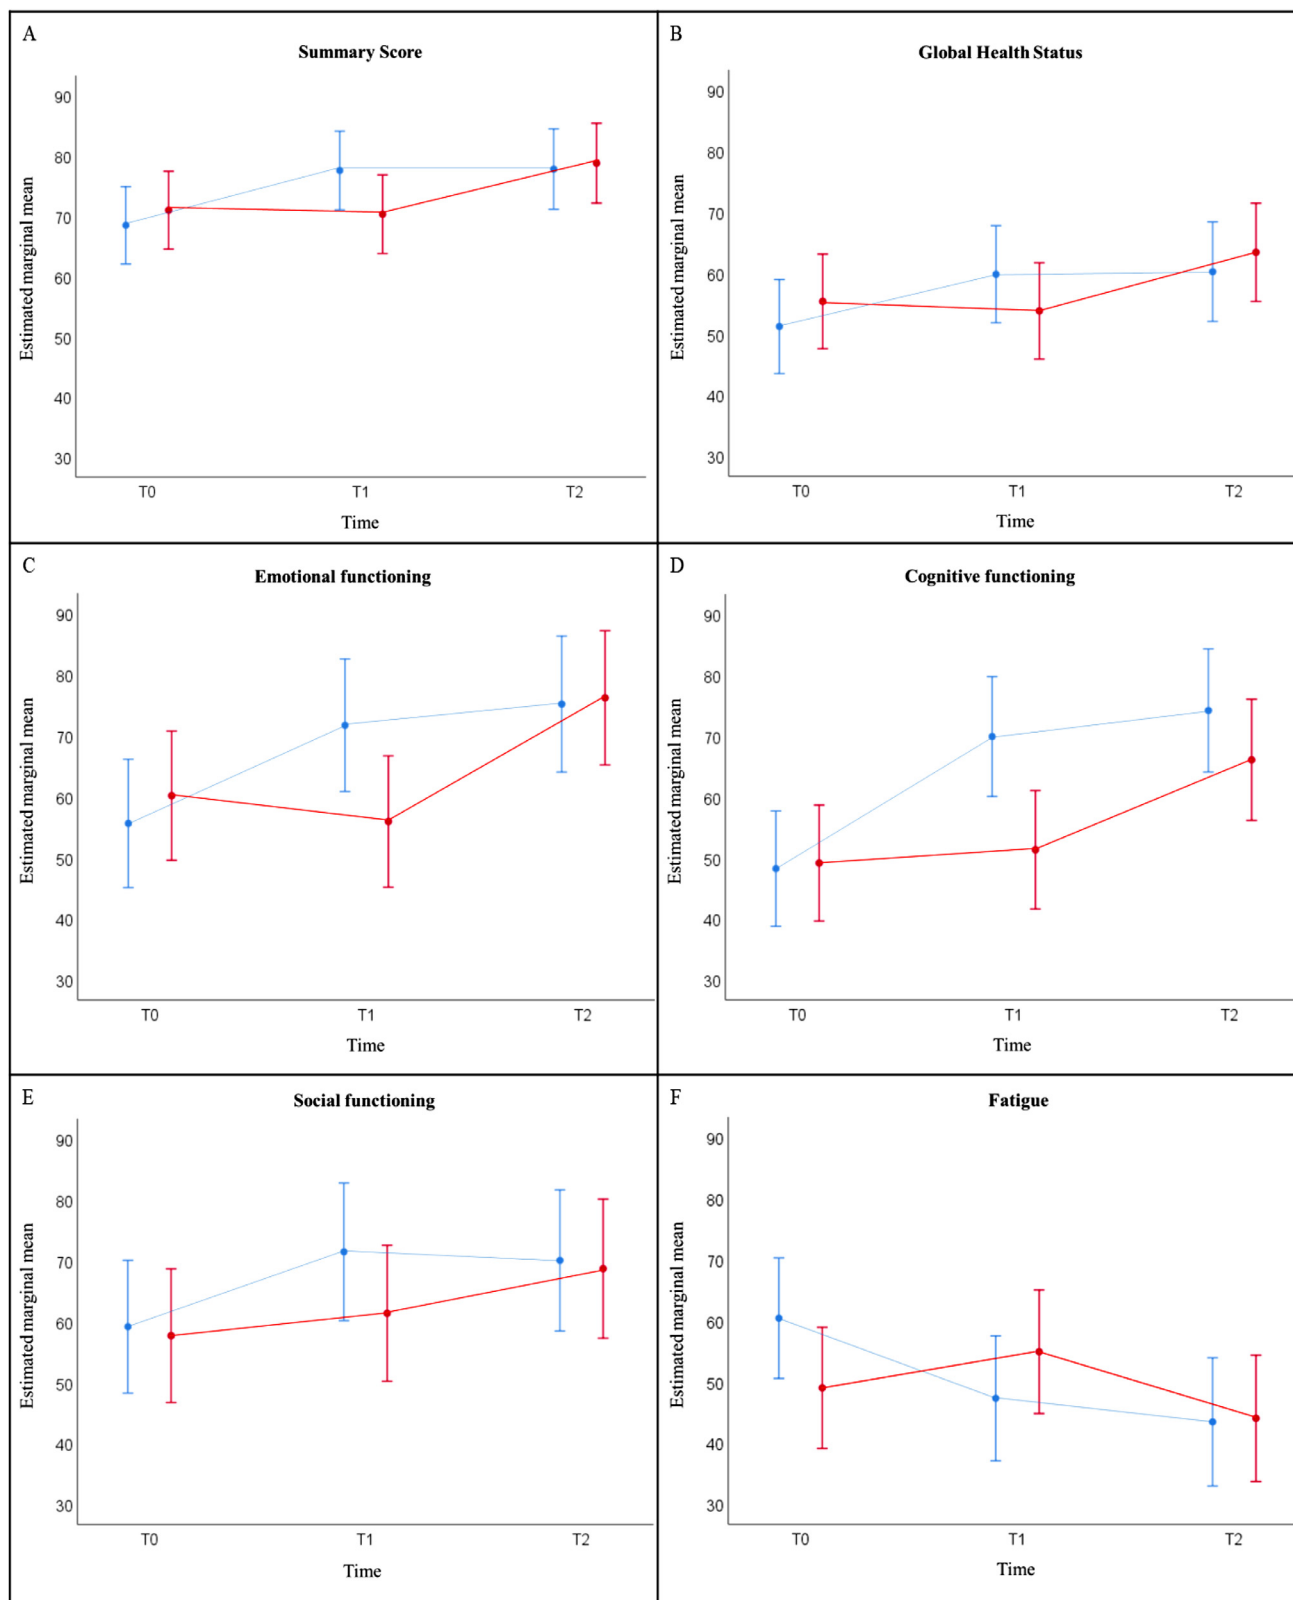 A
Summary Score
Estimated marginal mean
90
80
70
60
50
40
30
T0 T1 T2
Time
B
Global Health Status
Estimated marginal mean
90
80
70
60
50
40
30
T0 T1 T2
Time
C
Emotional functioning
Estimated marginal mean
90
80
70
60
50
40
30
T0 T1 T2
Time
D
Cognitive functioning
Estimated marginal mean
90
80
70
60
50
40
30
T0 T1 T2
Time
E
Social functioning
Estimated marginal mean
90
80
70
60
50
40
30
T0 T1 T2
Time
F
Fatigue
Estimated marginal mean
90
80
70
60
50
40
30
T0 T1 T2
Time